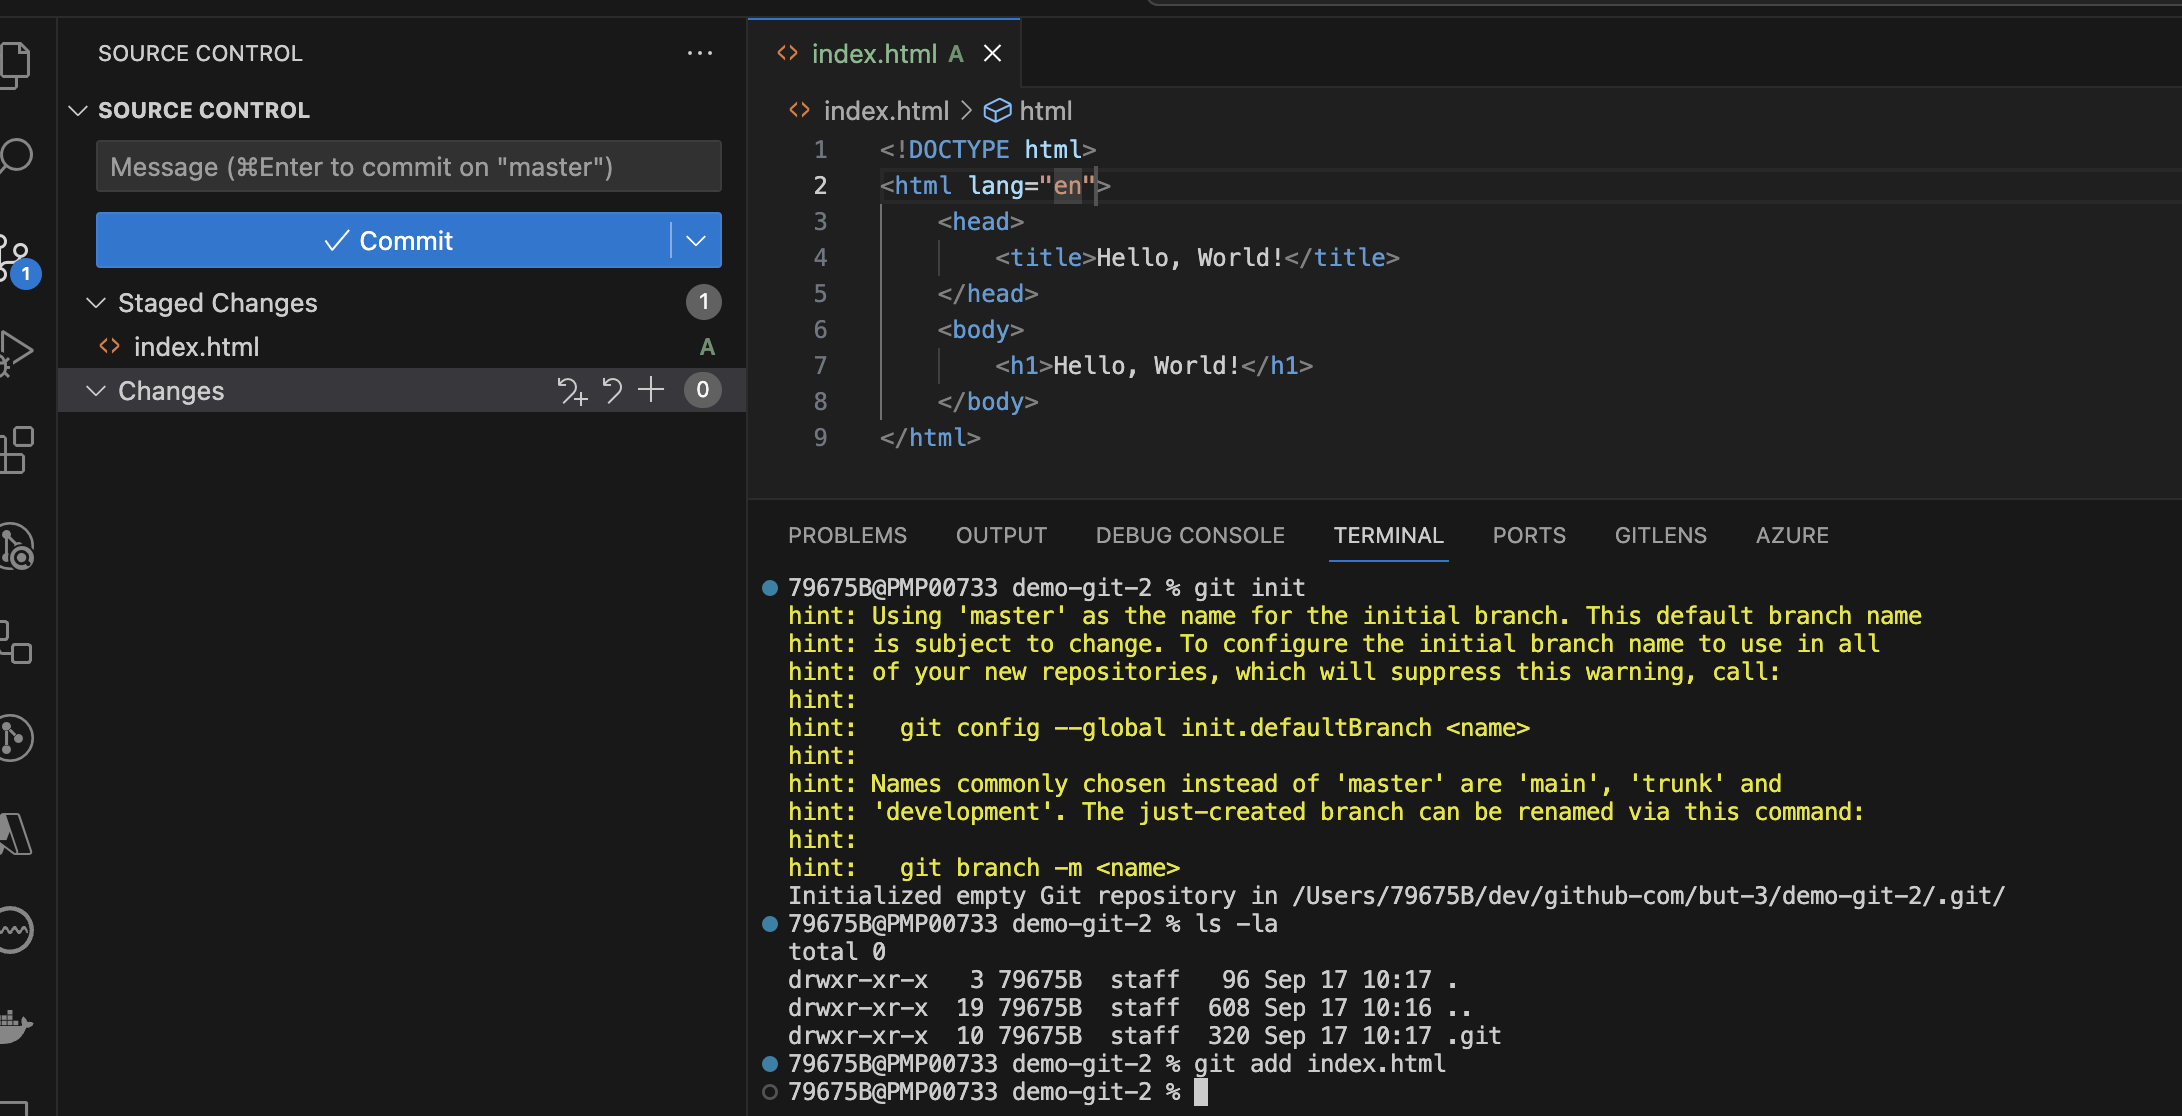 SOURCE CONTROL
SOURCE CONTROL
Message (⌘Enter to commit on "master")
Commit
Staged Changes 1
index.html A
Changes 0
1
index.html A
index.html > html
1 <!DOCTYPE html>
2 <html lang="en">
3 <head>
4 <title>Hello, World!</title>
5 </head>
6 <body>
7 <h1>Hello, World!</h1>
8 </body>
9 </html>
PROBLEMS OUTPUT DEBUG CONSOLE TERMINAL PORTS GITLENS AZURE
79675B@PMP00733 demo-git-2 % git init
hint: Using 'master' as the name for the initial branch. This default branch name
hint: is subject to change. To configure the initial branch name to use in all
hint: of your new repositories, which will suppress this warning, call:
hint:
hint:   git config --global init.defaultBranch <name>
hint:
hint: Names commonly chosen instead of 'master' are 'main', 'trunk' and
hint: 'development'. The just-created branch can be renamed via this command:
hint:
hint:   git branch -m <name>
Initialized empty Git repository in /Users/79675B/dev/github-com/but-3/demo-git-2/.git/
79675B@PMP00733 demo-git-2 % ls -la
total 0
drwxr-xr-x   3 79675B  staff   96 Sep 17 10:17 .
drwxr-xr-x  19 79675B  staff  608 Sep 17 10:16 ..
drwxr-xr-x  10 79675B  staff  320 Sep 17 10:17 .git
79675B@PMP00733 demo-git-2 % git add index.html
79675B@PMP00733 demo-git-2 %